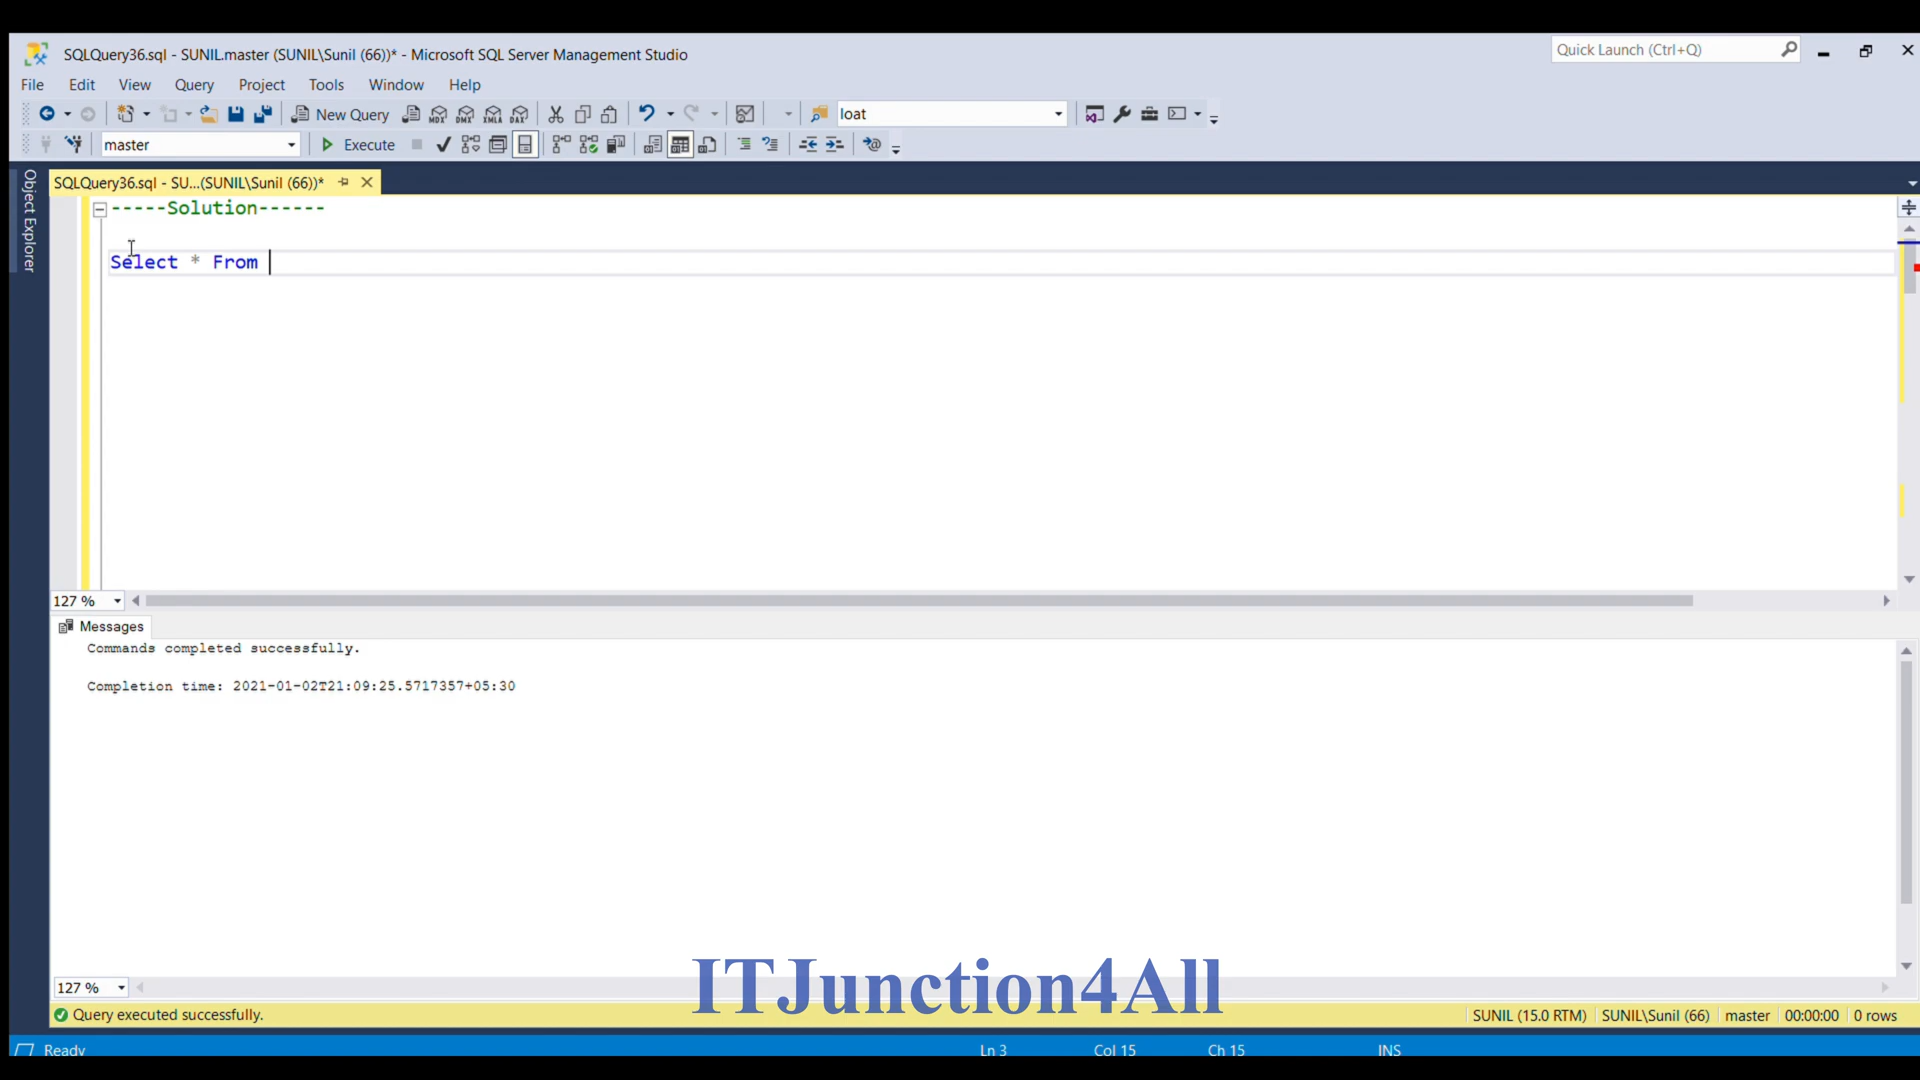 SQLQuery36.sql - SUNIL.master (SUNIL\Sunil (66))* - Microsoft SQL Server Management Studio
Quick Launch (Ctrl+Q)
File Edit View Query Project Tools Window Help
New Query MDX DMX XMLA DAX loat
master Execute
Object Explorer
SQLQuery36.sql - SU...(SUNIL\Sunil (66))*
-----Solution------
Select * From
127 %
Messages
Commands completed successfully.
Completion time: 2021-01-02T21:09:25.5717357+05:30
ITJunction4All
127 %
Query executed successfully.
SUNIL (15.0 RTM) SUNIL\Sunil (66) master 00:00:00 0 rows
Ready Ln 3 Col 15 Ch 15 INS